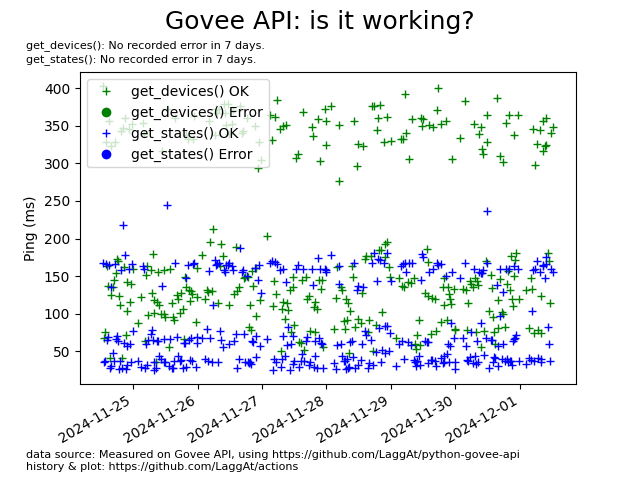 Govee API: is it working?
get_devices(): No recorded error in 7 days.
get_states(): No recorded error in 7 days.
get_devices() OK
get_devices() Error
get_states() OK
get_states() Error
400
350
300
250
200
150
100
50
Ping (ms)
2024-11-25
2024-11-26
2024-11-27
2024-11-28
2024-11-29
2024-11-30
2024-12-01
data source: Measured on Govee API, using https://github.com/LaggAt/python-govee-api
history & plot: https://github.com/LaggAt/actions